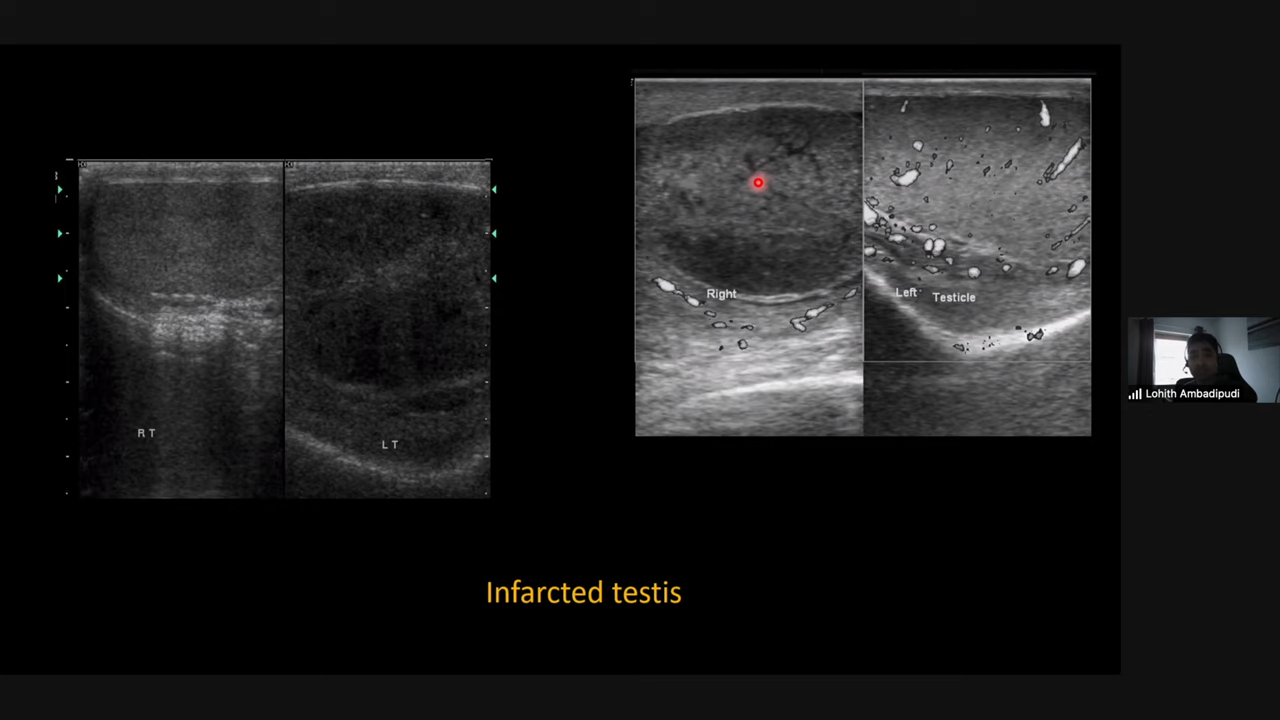 RT
LT
Right
Left
Testicle
Infarcted testis
Lohith Ambadipudi